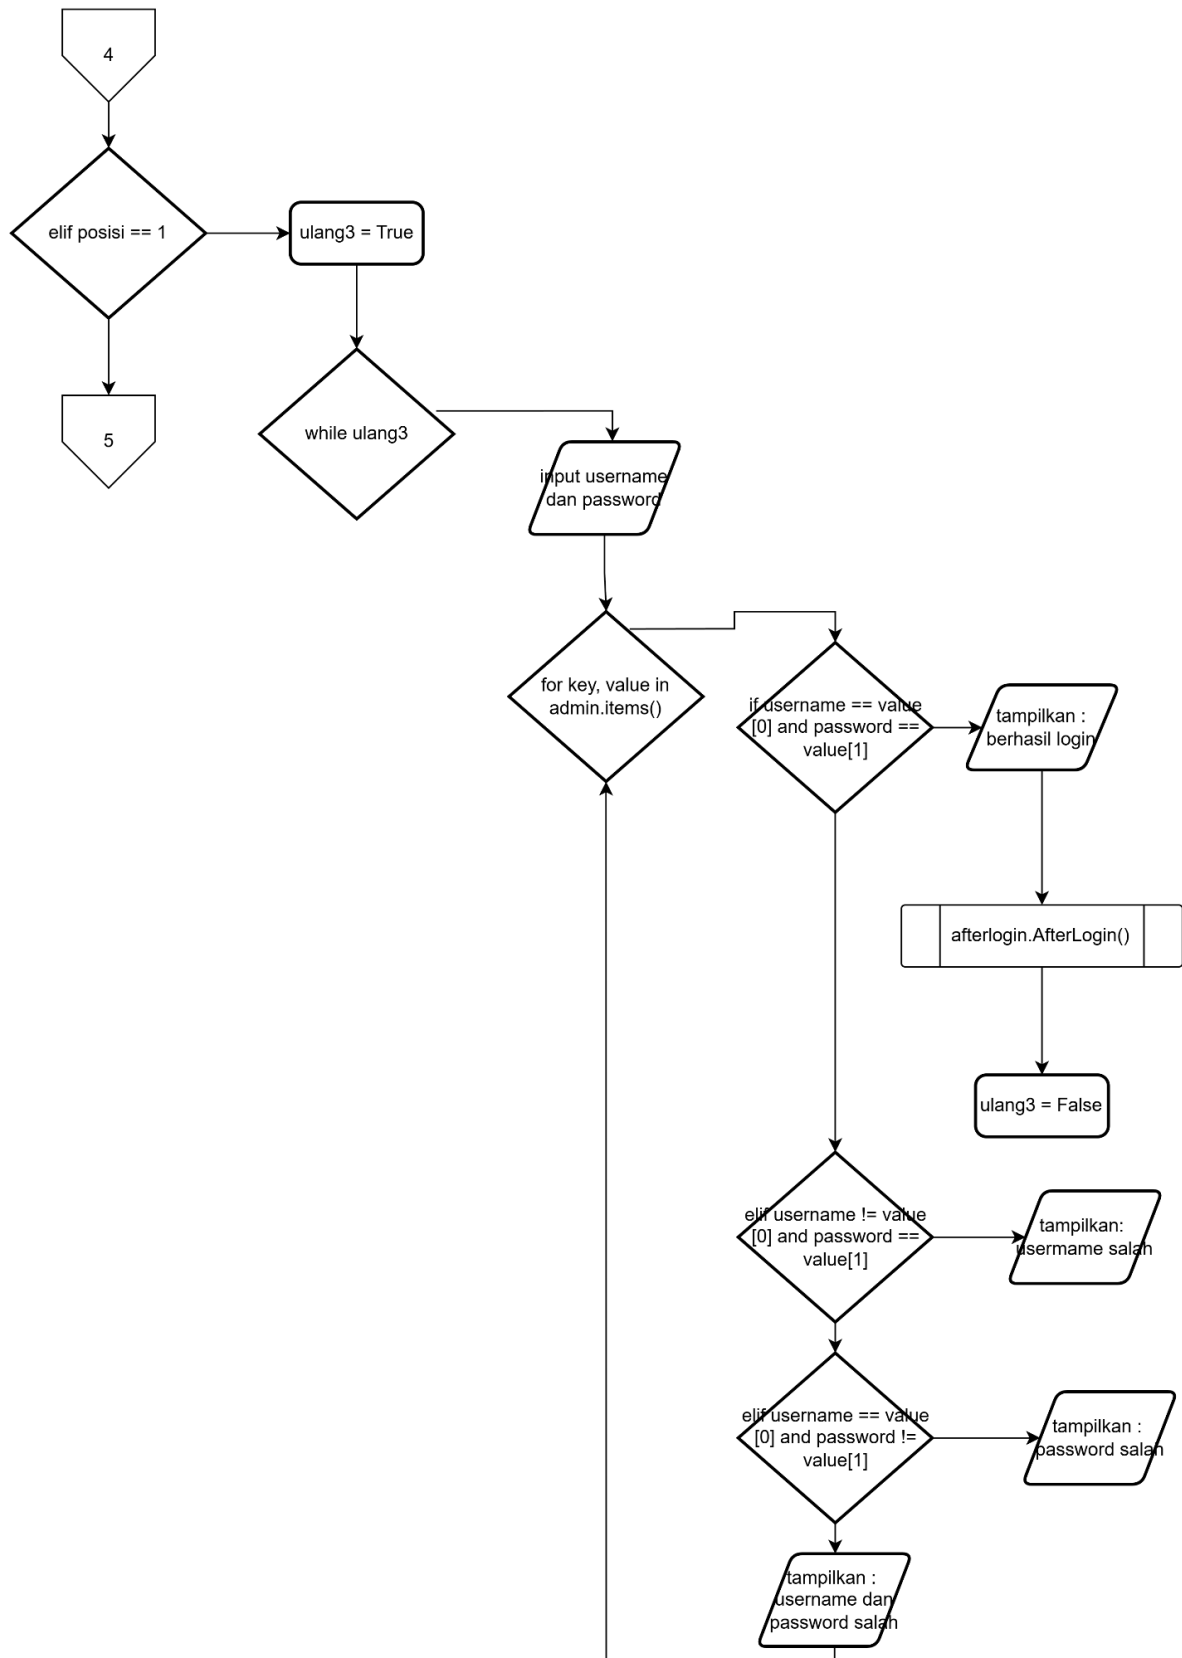 4
elif posisi == 1
ulang3 = True
5
while ulang3
input username
dan password
for key, value in
admin.items()
if username == value
[0] and password ==
value[1]
tampilkan :
berhasil login
afterlogin.AfterLogin()
ulang3 = False
elif username != value
[0] and password ==
value[1]
tampilkan:
usermame salah
elif username == value
[0] and password !=
value[1]
tampilkan :
password salah
tampilkan :
username dan
password salah